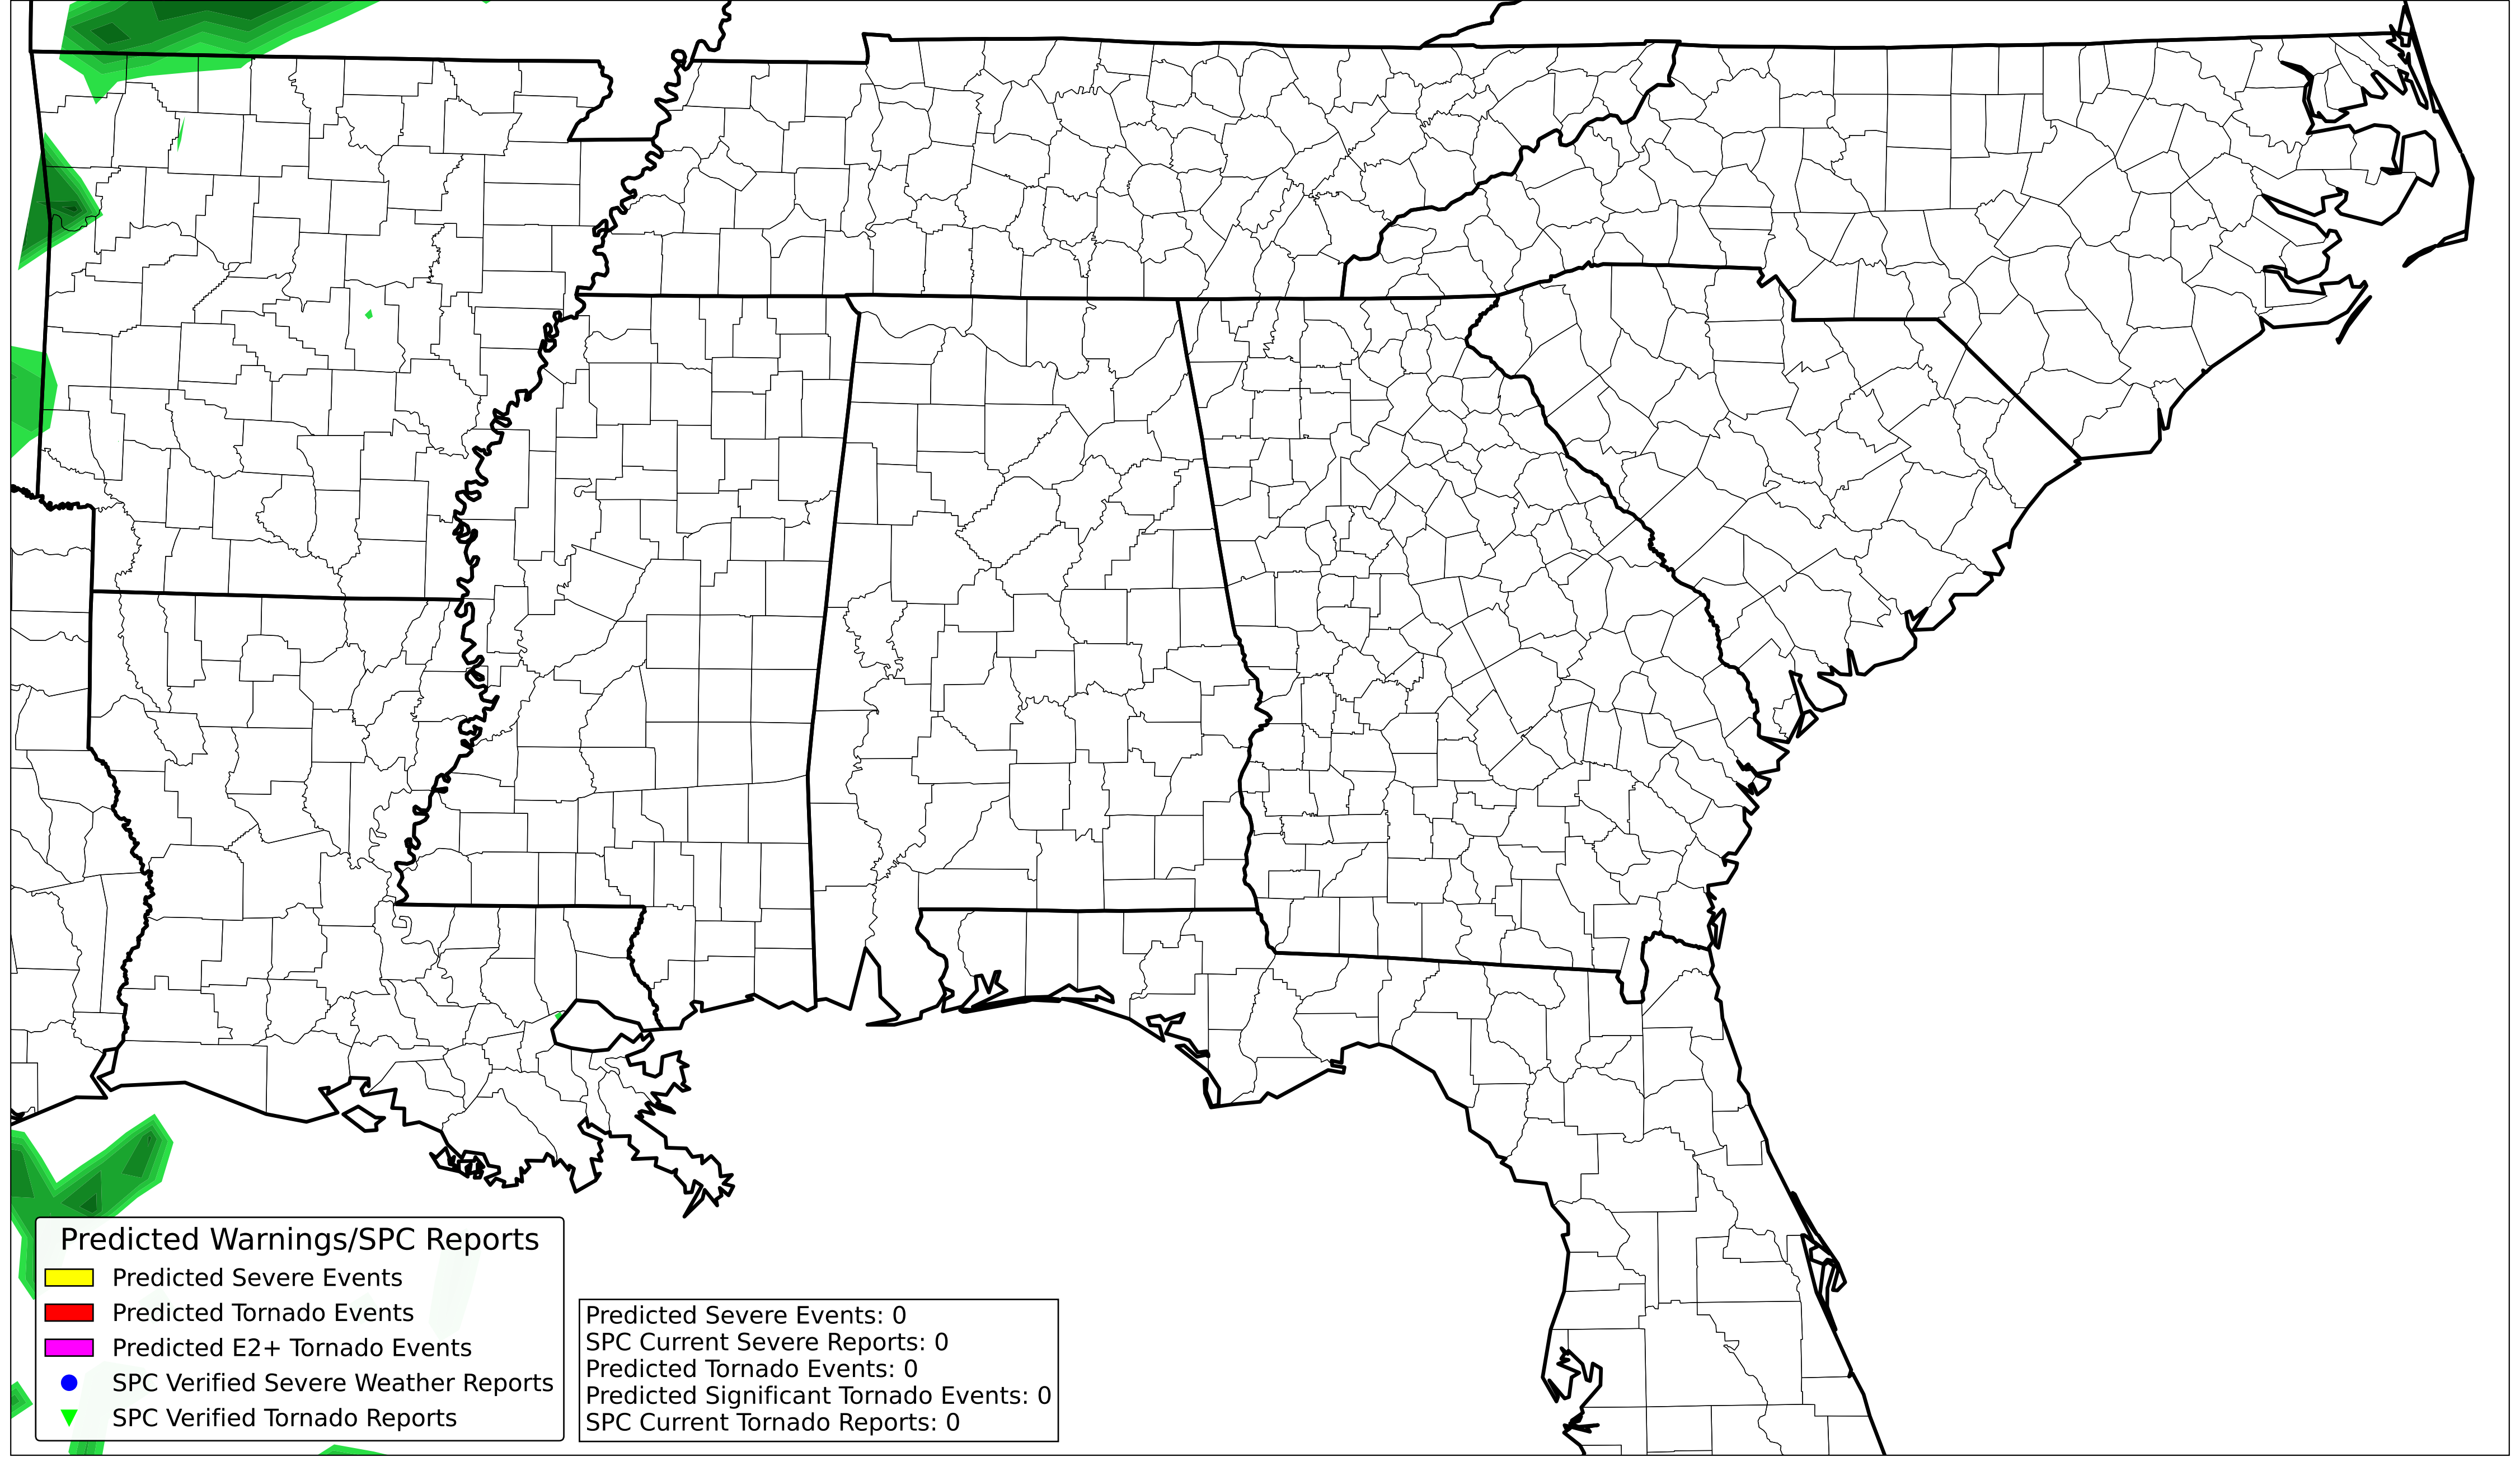 Predicted Warnings/SPC Reports
Predicted Severe Events
Predicted Tornado Events
Predicted E2+ Tornado Events
SPC Verified Severe Weather Reports
SPC Verified Tornado Reports
Predicted Severe Events: 0
SPC Current Severe Reports: 0
Predicted Tornado Events: 0
Predicted Significant Tornado Events: 0
SPC Current Tornado Reports: 0